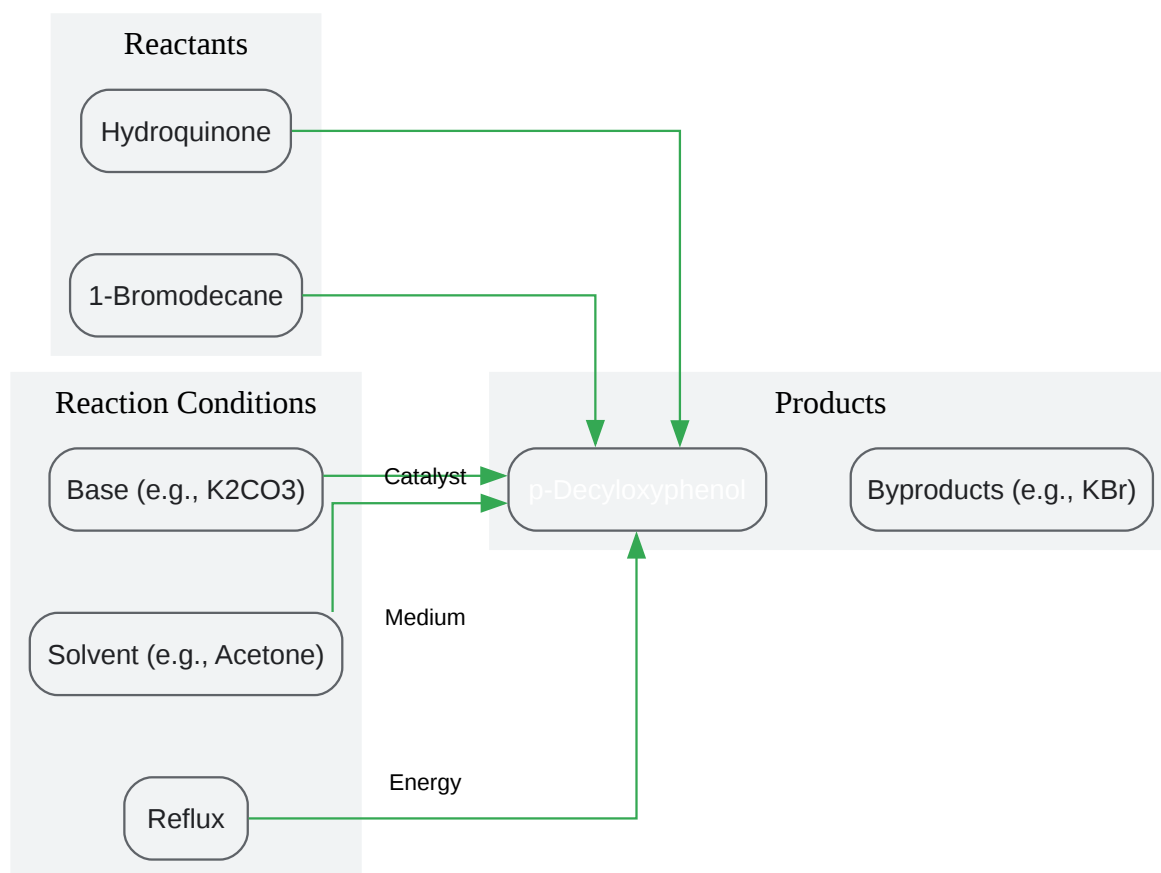 Reactants
Hydroquinone
1-Bromodecane
Reaction Conditions
Products
Base (e.g., K2CO3)
Catalyst
p-Decyloxyphenol
Byproducts (e.g., KBr)
Medium
Solvent (e.g., Acetone)
Energy
Reflux